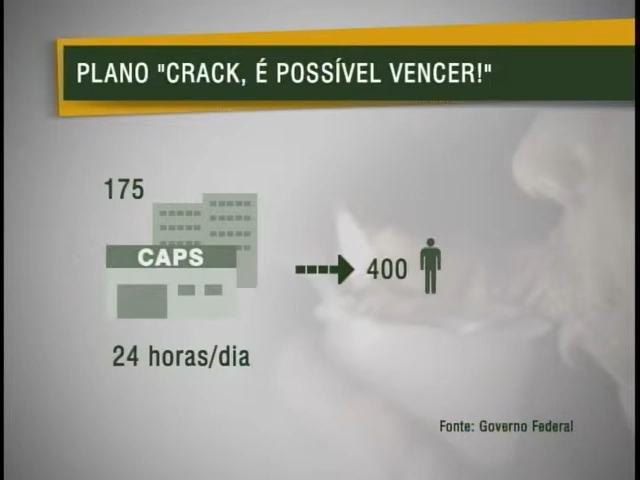 PLANO "CRACK, É POSSÍVEL VENCER!"
175
CAPS
400
24 horas/dia
Fonte: Governo Federal